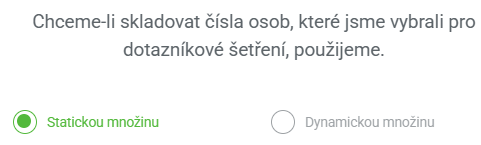 Chceme-li skladovat čísla osob, které jsme vybrali pro
dotazníkové šetření, použijeme.
Statickou množinu
Dynamickou množinu